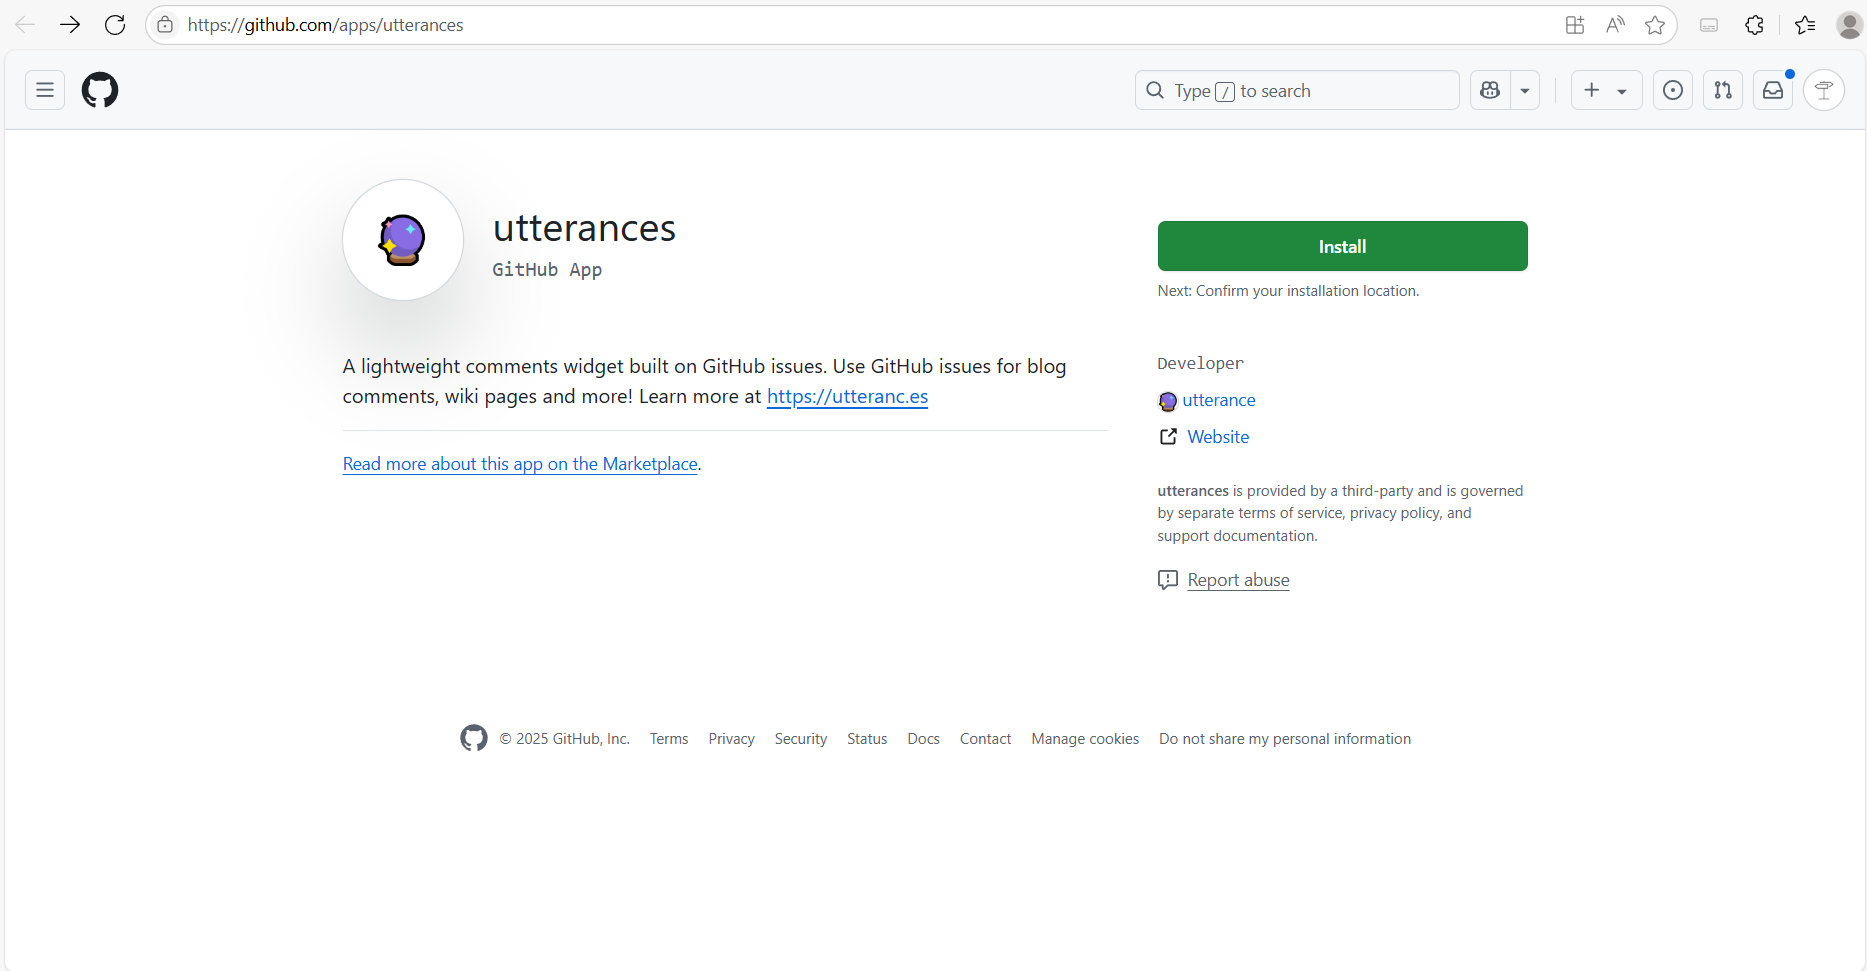 https://github.com/apps/utterances
Type / to search
utterances
GitHub App
Install
Next: Confirm your installation location.
A lightweight comments widget built on GitHub issues. Use GitHub issues for blog
comments, wiki pages and more! Learn more at https://utteranc.es
Read more about this app on the Marketplace.
Developer
utterance
Website
utterances is provided by a third-party and is governed
by separate terms of service, privacy policy, and
support documentation.
Report abuse
© 2025 GitHub, Inc. Terms Privacy Security Status Docs Contact Manage cookies Do not share my personal information